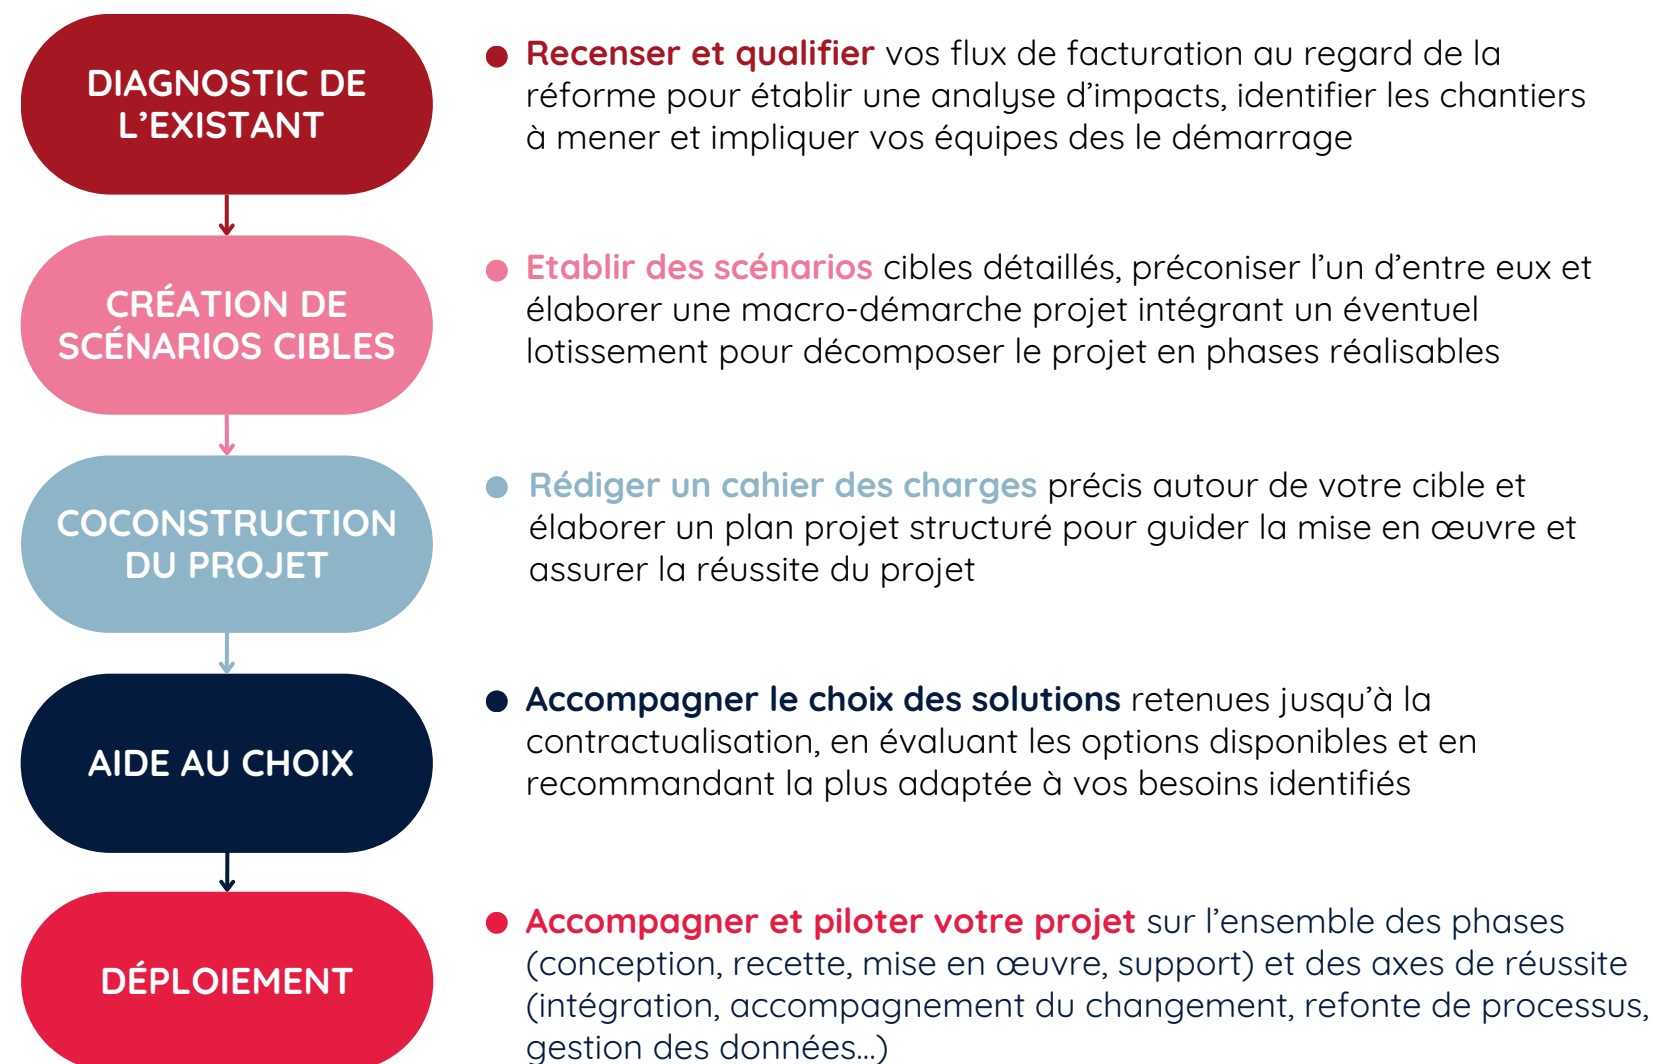 DIAGNOSTIC DE
L’EXISTANT
Recenser et qualifier vos flux de facturation au regard de la
réforme pour établir une analyse d’impacts, identifier les chantiers
à mener et impliquer vos équipes des le démarrage
CRÉATION DE
SCÉNARIOS CIBLES
Etablir des scénarios cibles détaillés, préconiser l’un d’entre eux et
élaborer une macro-démarche projet intégrant un éventuel
lotissement pour décomposer le projet en phases réalisables
COCONSTRUCTION
DU PROJET
Rédiger un cahier des charges précis autour de votre cible et
élaborer un plan projet structuré pour guider la mise en œuvre et
assurer la réussite du projet
AIDE AU CHOIX
Accompagner le choix des solutions retenues jusqu’à la
contractualisation, en évaluant les options disponibles et en
recommandant la plus adaptée à vos besoins identifiés
DÉPLOIEMENT
Accompagner et piloter votre projet sur l’ensemble des phases
(conception, recette, mise en œuvre, support) et des axes de réussite
(intégration, accompagnement du changement, refonte de processus,
gestion des données...)